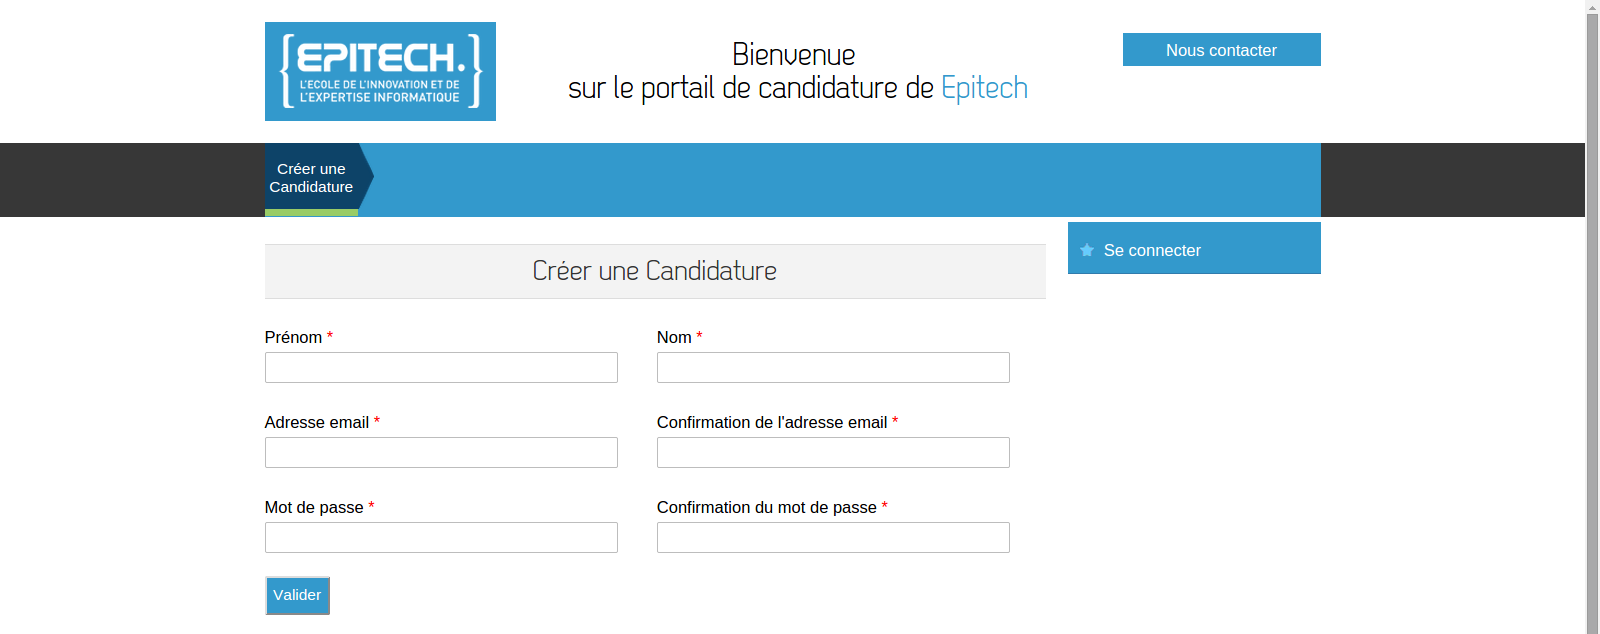 {EPITECH.}
L'ECOLE DE L'INNOVATION ET DE
L'EXPERTISE INFORMATIQUE
Bienvenue
sur le portail de candidature de Epitech
Nous contacter
Créer une
Candidature
Se connecter
Créer une Candidature
Prénom *
Nom *
Adresse email *
Confirmation de l'adresse email *
Mot de passe *
Confirmation du mot de passe *
Valider